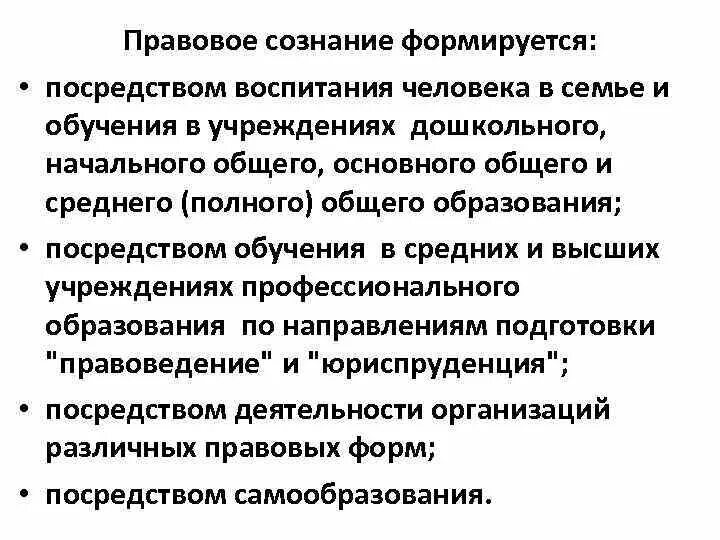 Правовое сознание формируется:
• посредством воспитания человека в семье и
обучения в учреждениях дошкольного,
начального общего, основного общего и
среднего (полного) общего образования;
• посредством обучения в средних и высших
учреждениях профессионального
образования по направлениям подготовки
"правоведение" и "юриспруденция";
• посредством деятельности организаций
различных правовых форм;
• посредством самообразования.